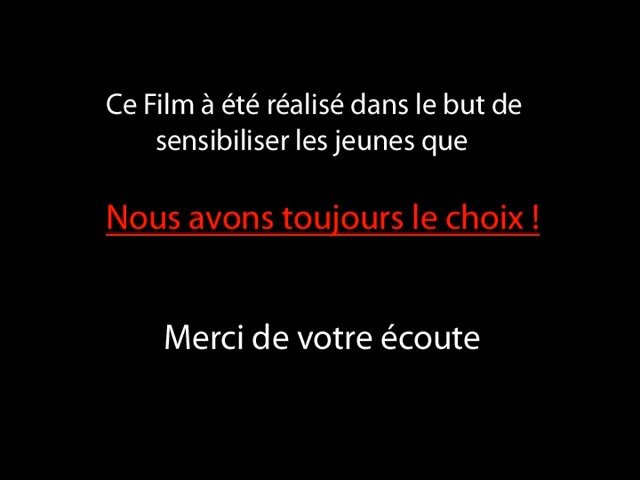 Ce Film à été réalisé dans le but de
sensibiliser les jeunes que
Nous avons toujours le choix !
Merci de votre écoute